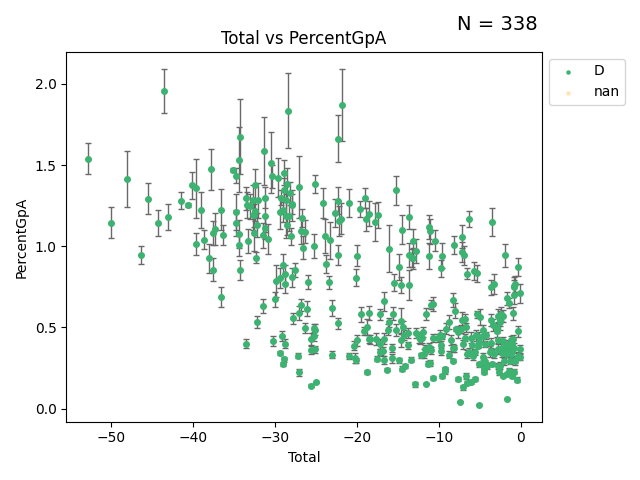 N = 338
Total vs PercentGpA
D
nan
PercentGpA
2.0
1.5
1.0
0.5
0.0
−50 −40 −30 −20 −10 0
Total